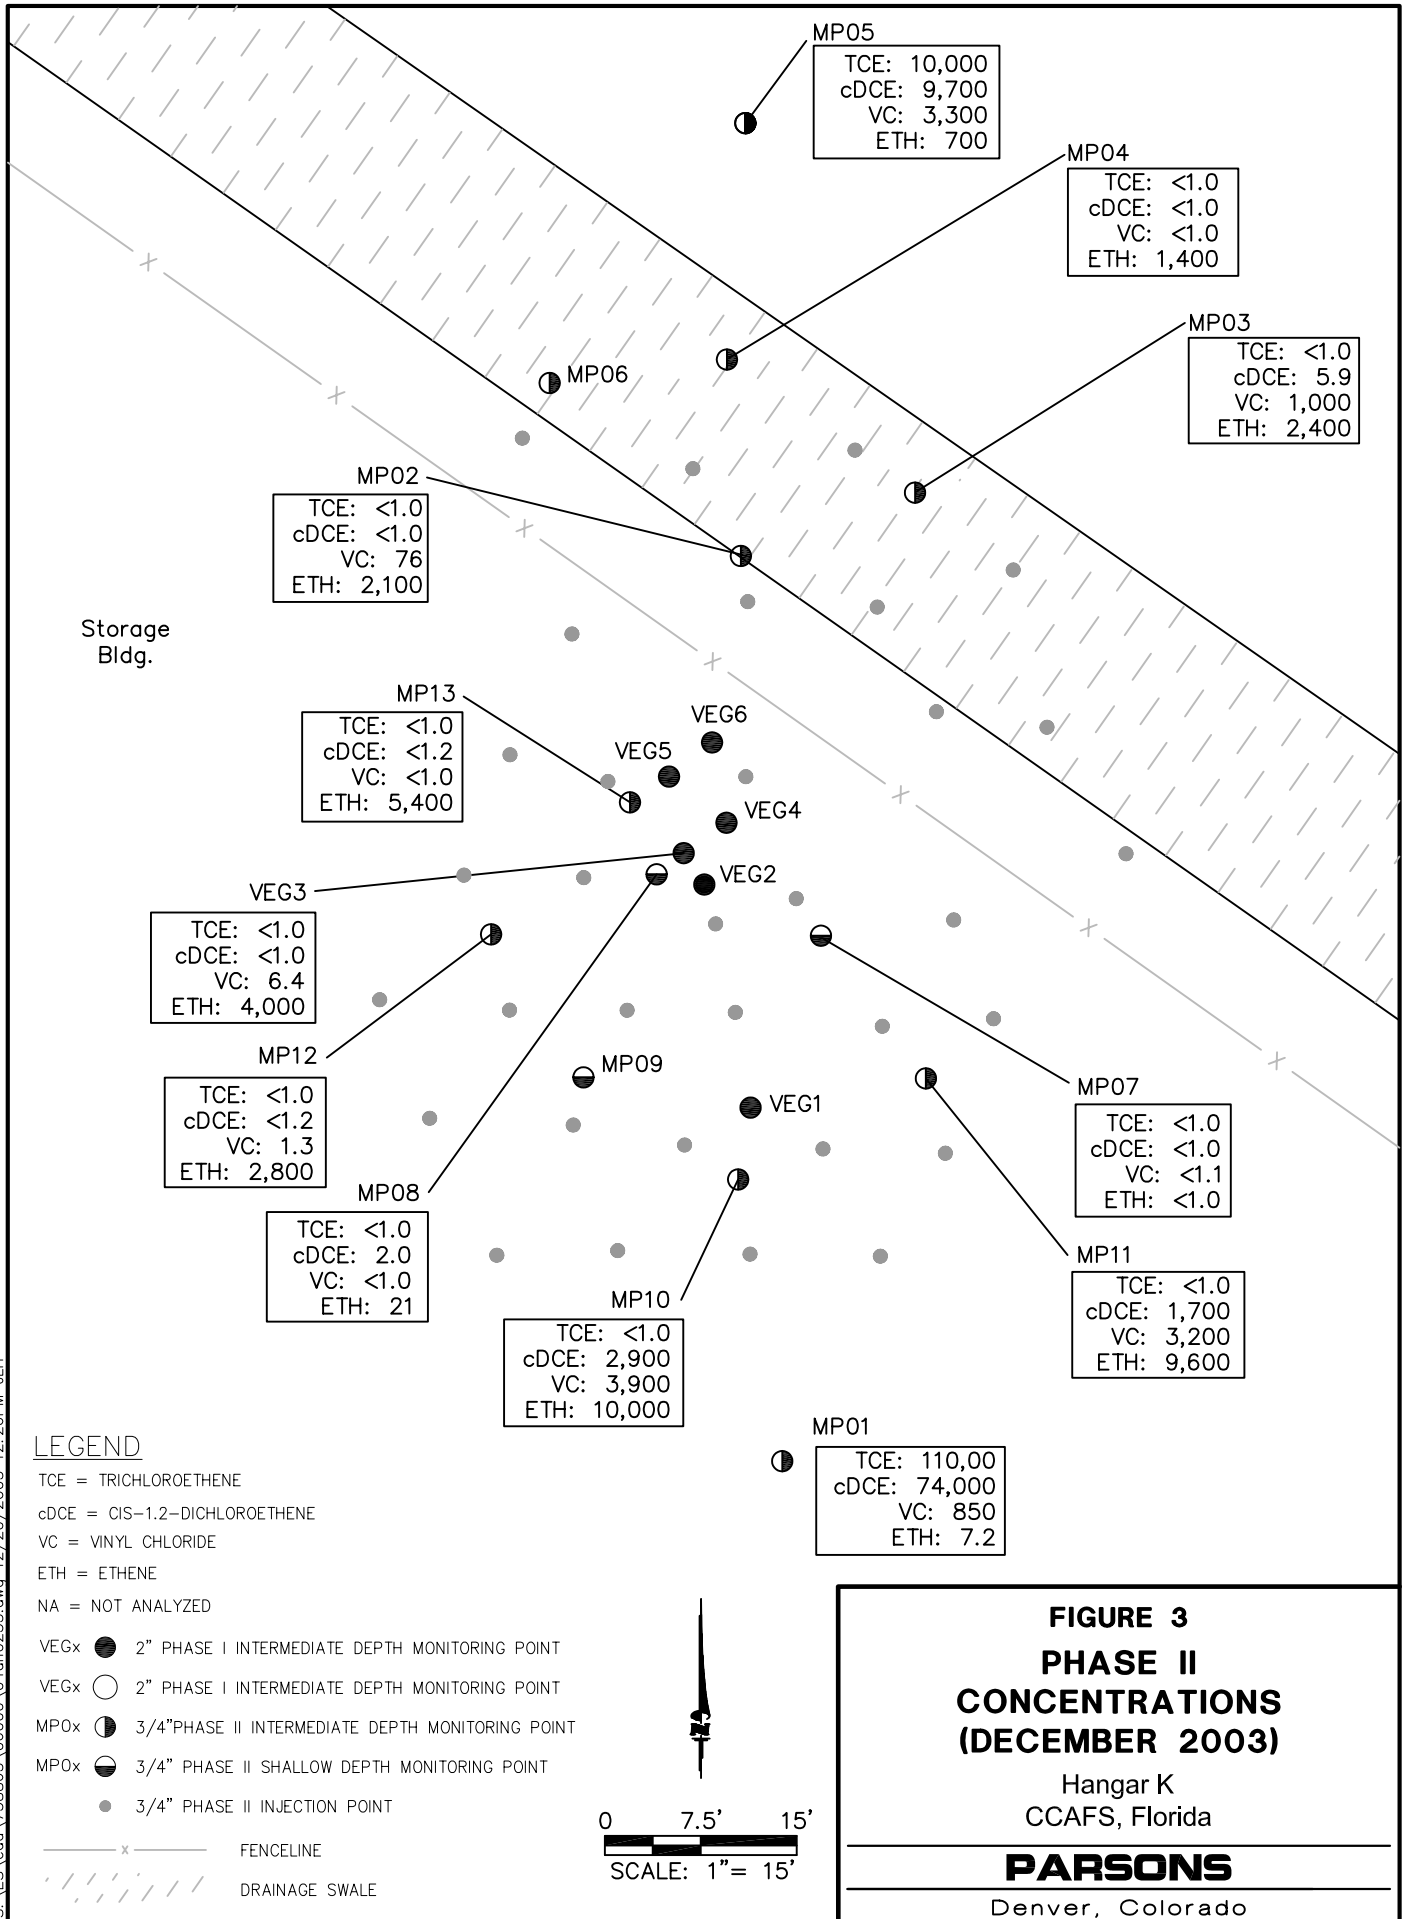 MP05
TCE: 10,000
cDCE: 9,700
VC: 3,300
ETH: 700
MP04
TCE: <1.0
cDCE: <1.0
VC: <1.0
ETH: 1,400
MP03
TCE: <1.0
cDCE: 5.9
VC: 1,000
ETH: 2,400
MP06
MP02
TCE: <1.0
cDCE: <1.0
VC: 76
ETH: 2,100
Storage
Bldg.
MP13
TCE: <1.0
cDCE: <1.2
VC: <1.0
ETH: 5,400
VEG6
VEG5
VEG4
VEG2
VEG3
TCE: <1.0
cDCE: <1.0
VC: 6.4
ETH: 4,000
MP12
TCE: <1.0
cDCE: <1.2
VC: 1.3
ETH: 2,800
MP09
VEG1
MP07
TCE: <1.0
cDCE: <1.0
VC: <1.1
ETH: <1.0
MP08
TCE: <1.0
cDCE: 2.0
VC: <1.0
ETH: 21
MP11
TCE: <1.0
cDCE: 1,700
VC: 3,200
ETH: 9,600
MP10
TCE: <1.0
cDCE: 2,900
VC: 3,900
ETH: 10,000
MP01
TCE: 110,00
cDCE: 74,000
VC: 850
ETH: 7.2
LEGEND
TCE = TRICHLOROETHENE
cDCE = CIS-1.2-DICHLOROETHENE
VC = VINYL CHLORIDE
ETH = ETHENE
NA = NOT ANALYZED
VEGx 2" PHASE I INTERMEDIATE DEPTH MONITORING POINT
VEGx 2" PHASE I INTERMEDIATE DEPTH MONITORING POINT
MP0x 3/4"PHASE II INTERMEDIATE DEPTH MONITORING POINT
MP0x 3/4" PHASE II SHALLOW DEPTH MONITORING POINT
3/4" PHASE II INJECTION POINT
x FENCELINE
DRAINAGE SWALE
N
0 7.5' 15'
SCALE: 1"= 15'
FIGURE 3
PHASE II
CONCENTRATIONS
(DECEMBER 2003)
Hangar K
CCAFS, Florida
PARSONS
Denver, Colorado